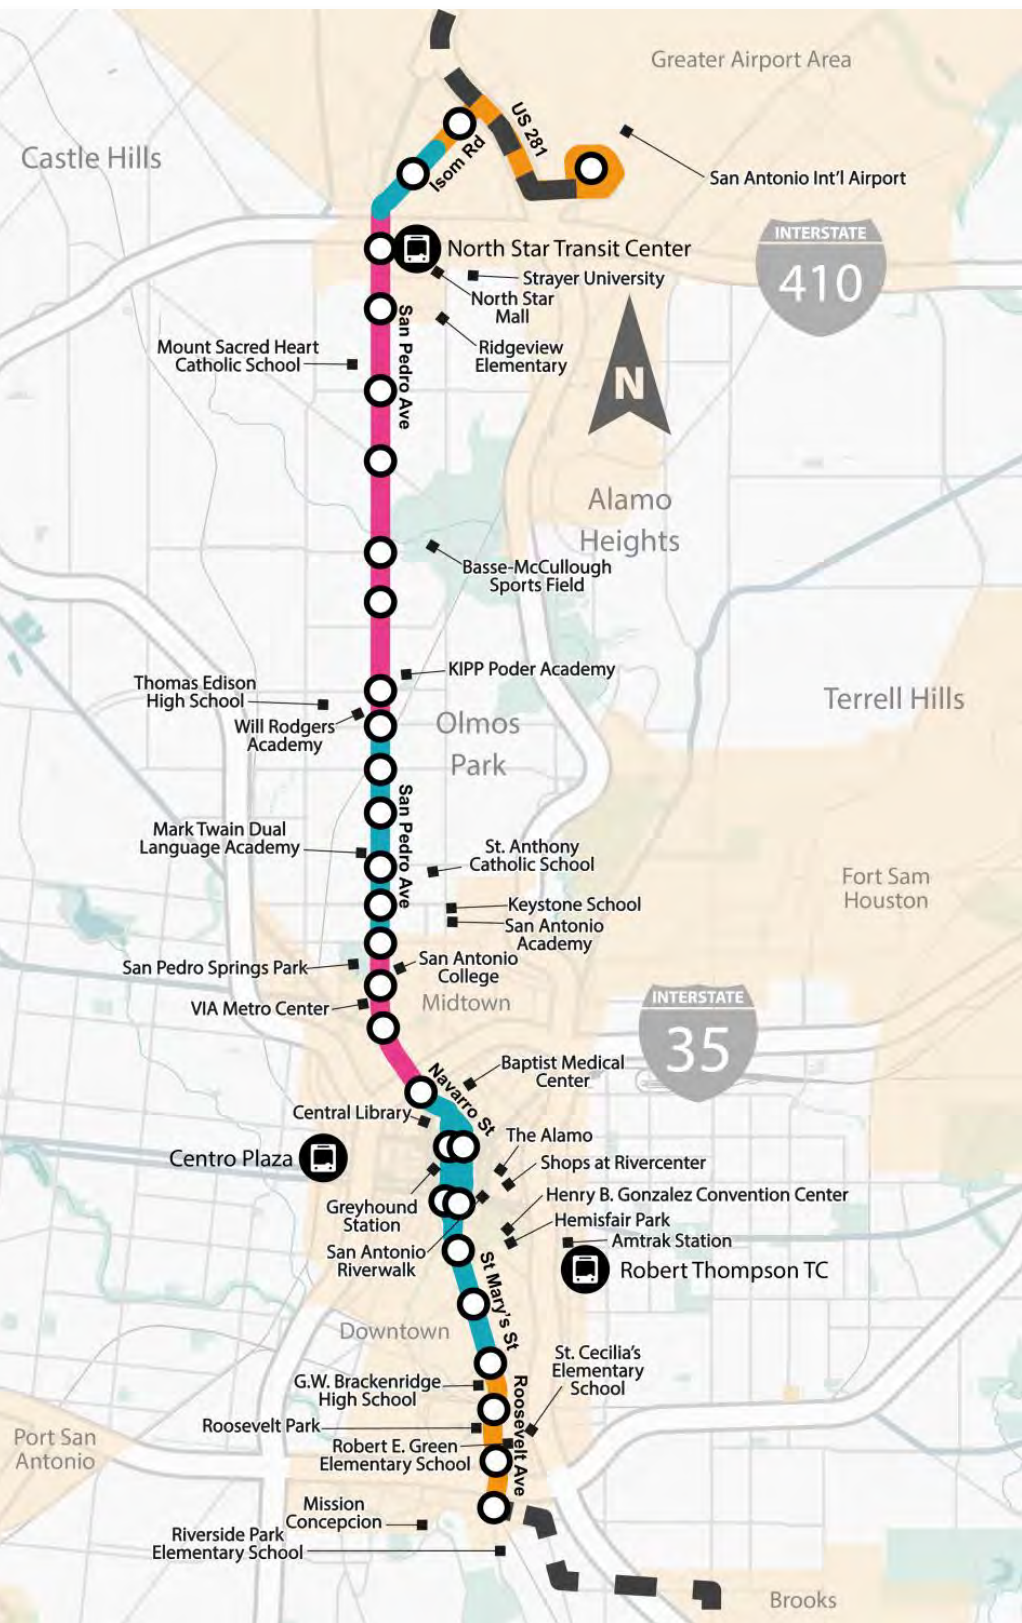 Greater Airport Area
US 281
Castle Hills
Isom Rd
San Antonio Int'l Airport
INTERSTATE
410
North Star Transit Center
Strayer University
North Star
Mall
San Pedro Ave
Mount Sacred Heart
Catholic School
Ridgeview
Elementary
N
Alamo
Heights
Basse-McCullough
Sports Field
KIPP Poder Academy
Thomas Edison
High School
Terrell Hills
Will Rodgers
Academy
Olmos
Park
San Pedro Ave
Mark Twain Dual
Language Academy
St. Anthony
Catholic School
Fort Sam
Houston
Keystone School
San Antonio
Academy
San Pedro Springs Park
San Antonio
College
VIA Metro Center
Midtown
INTERSTATE
35
Navarro St
Baptist Medical
Center
Central Library
The Alamo
Centro Plaza
Shops at Rivercenter
Greyhound
Station
Henry B. Gonzalez Convention Center
Hemisfair Park
Amtrak Station
San Antonio
Riverwalk
Robert Thompson TC
St Mary's St
Downtown
St. Cecilia's
Elementary
School
G.W. Brackenridge
High School
Roosevelt Ave
Roosevelt Park
Port San
Antonio
Robert E. Green
Elementary School
Mission
Concepcion
Riverside Park
Elementary School
Brooks